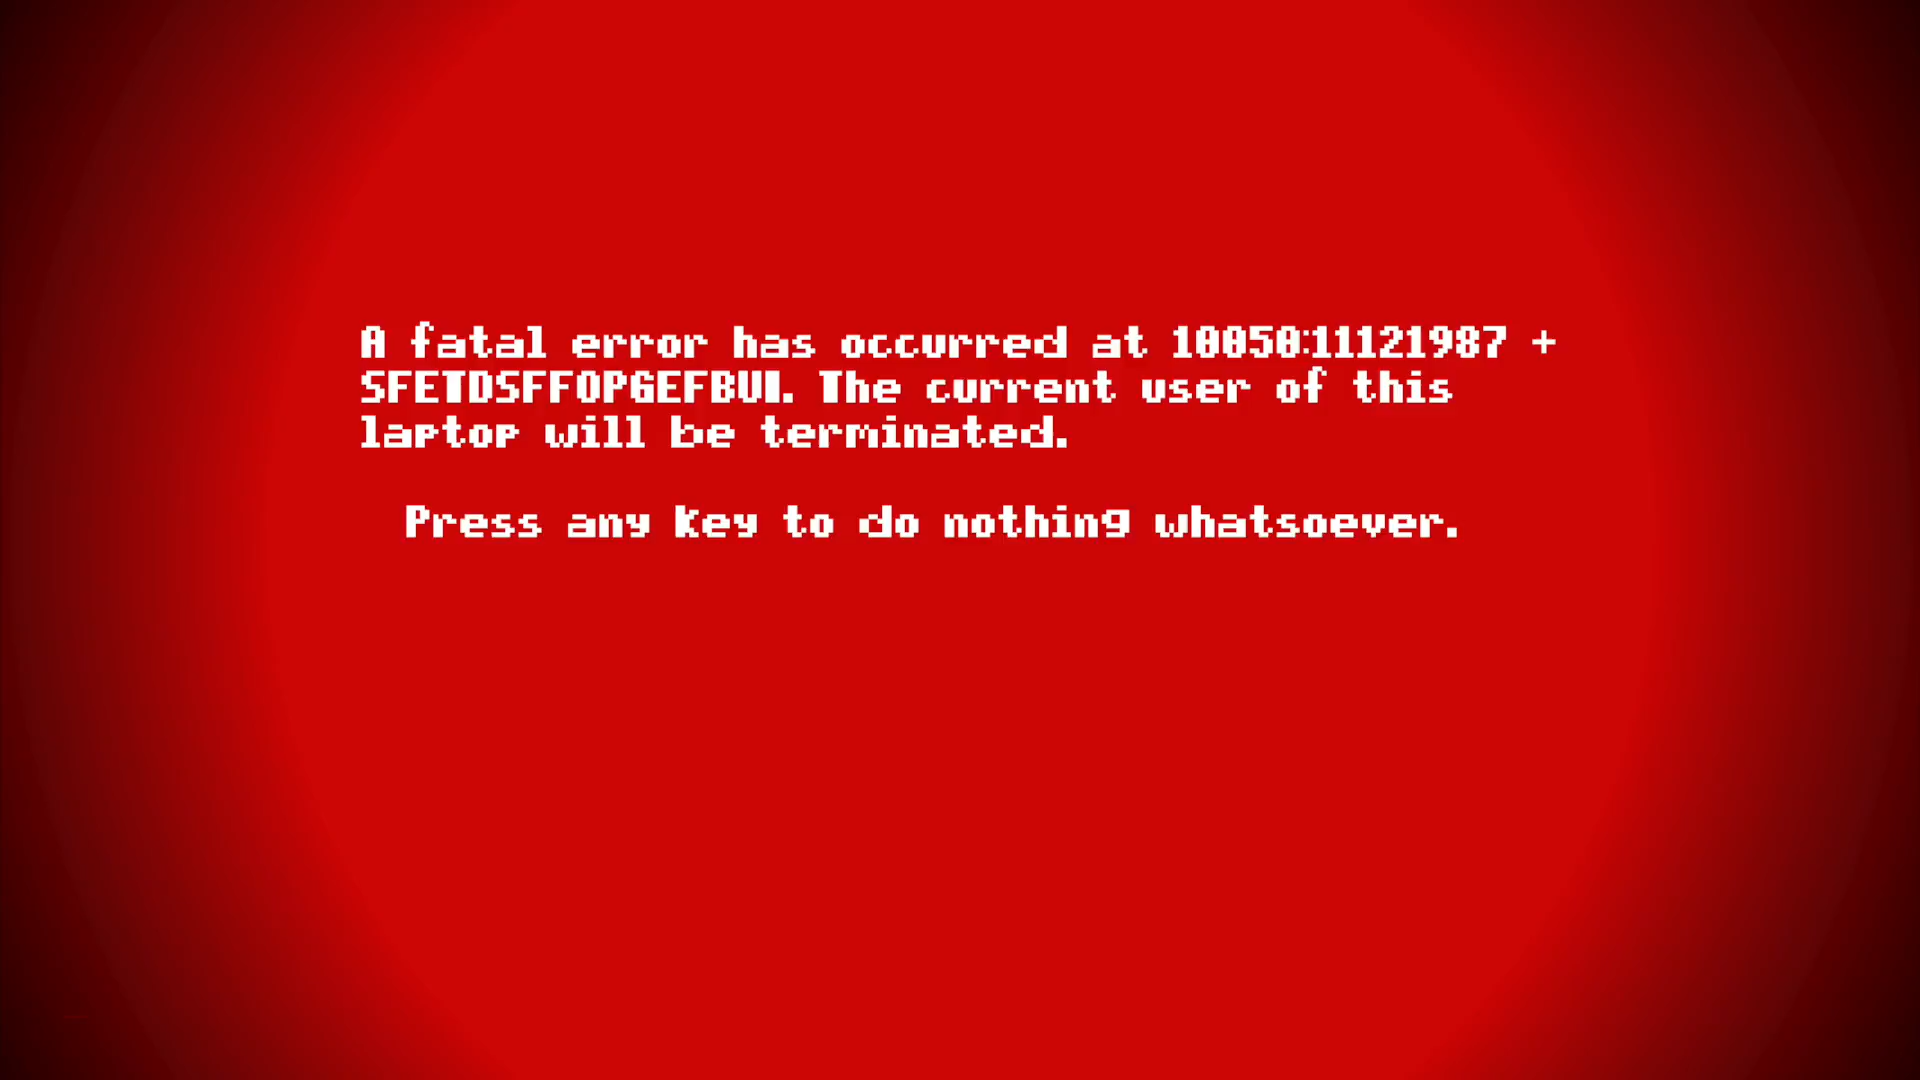 A fatal error has occurred at 10050:11121987 +
SFETDSFFOPGEFBUI. The current user of this
laptop will be terminated.
Press any key to do nothing whatsoever.